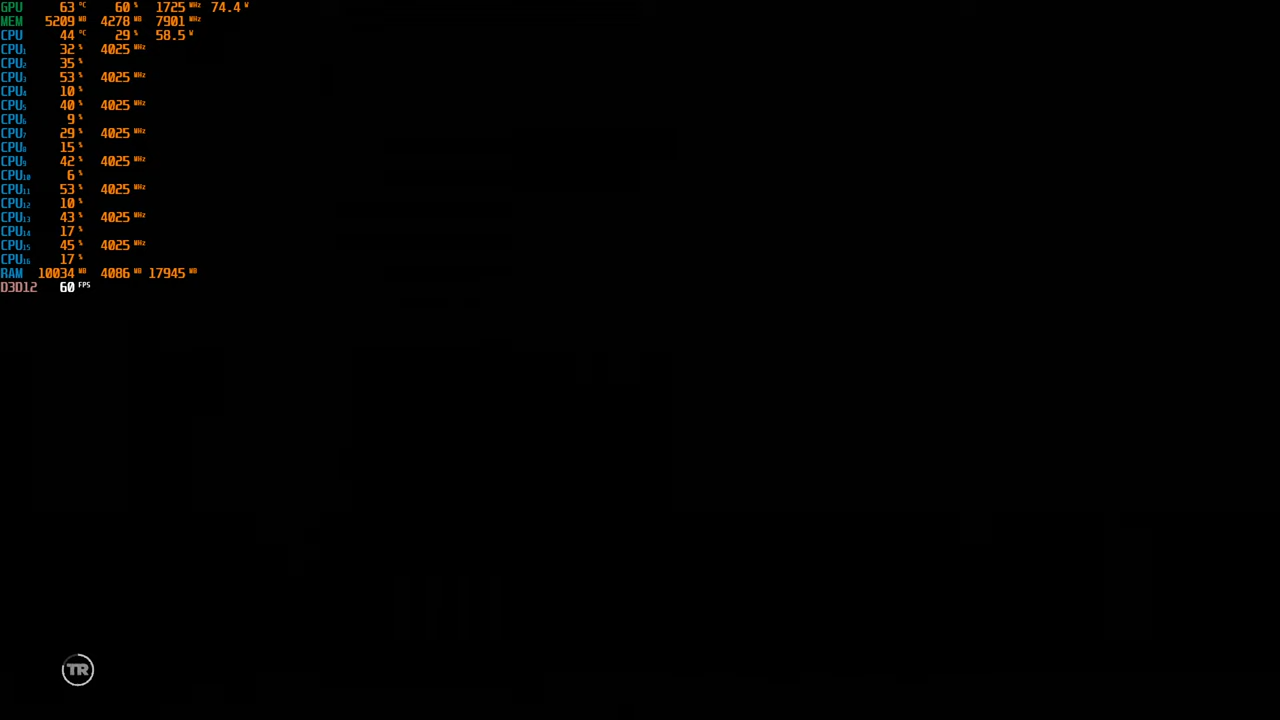 GPU 63 °C 60 % 1725 MHz 74.4 W
MEM 5209 MB 4278 MB 7901 MHz
CPU 44 °C 29 % 58.5 W
CPU1 32 % 4025 MHz
CPU2 35 %
CPU3 53 % 4025 MHz
CPU4 10 %
CPU5 40 % 4025 MHz
CPU6 9 %
CPU7 29 % 4025 MHz
CPU8 15 %
CPU9 42 % 4025 MHz
CPU10 6 %
CPU11 53 % 4025 MHz
CPU12 10 %
CPU13 43 % 4025 MHz
CPU14 17 %
CPU15 45 % 4025 MHz
CPU16 17 %
RAM 10034 MB 4086 MB 17945 MB
D3D12 60 FPS
TR